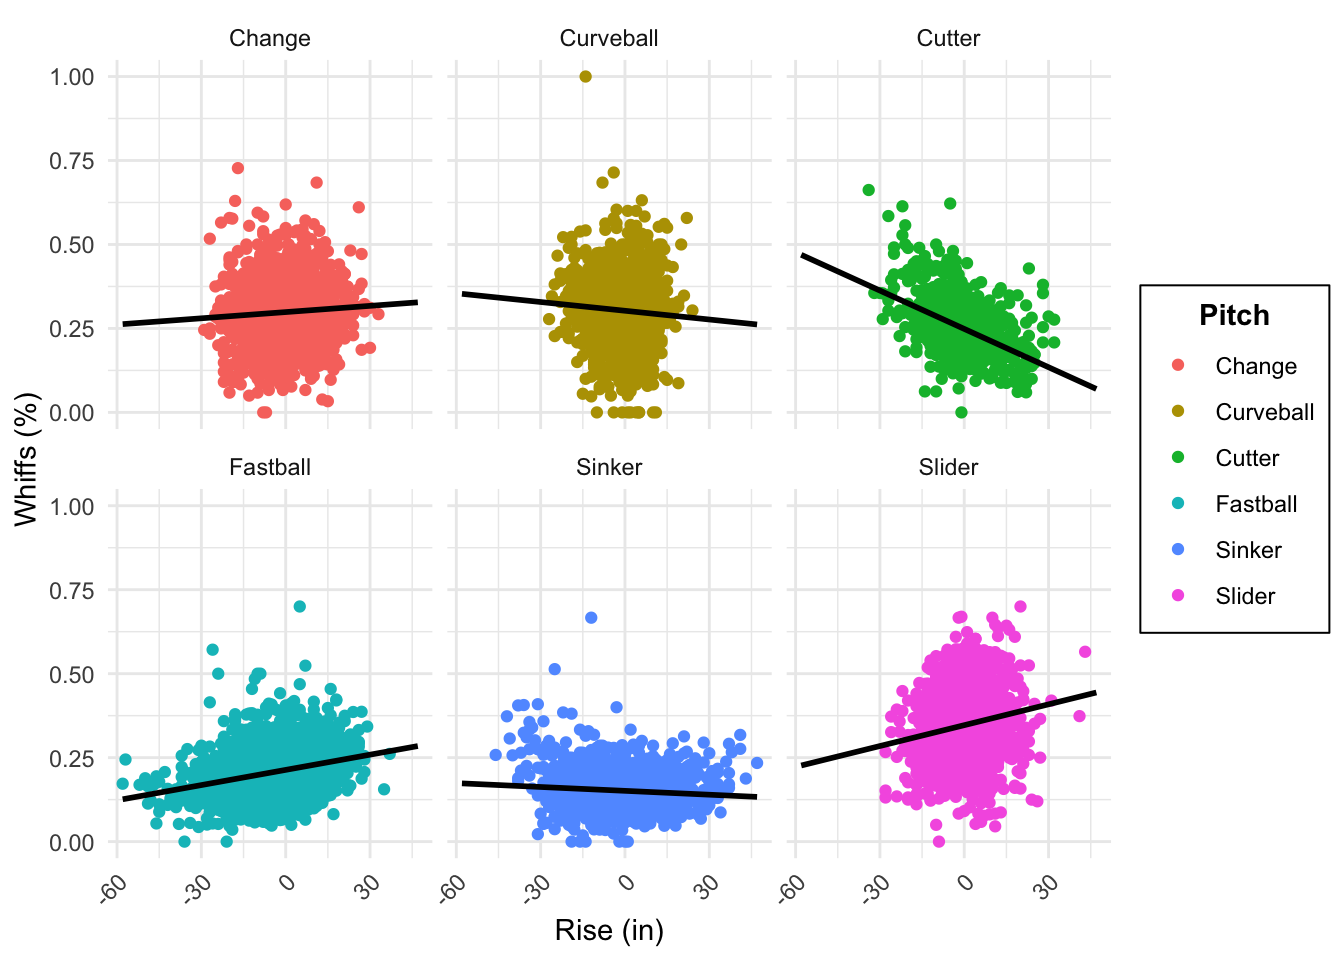 Change Curveball Cutter
1.00
0.75
0.50
0.25
0.00
Whiffs (%)
Fastball Sinker Slider
1.00
0.75
0.50
0.25
0.00
-60 -30 0 30 -60 -30 0 30 -60 -30 0 30
Rise (in)
Pitch
Change
Curveball
Cutter
Fastball
Sinker
Slider